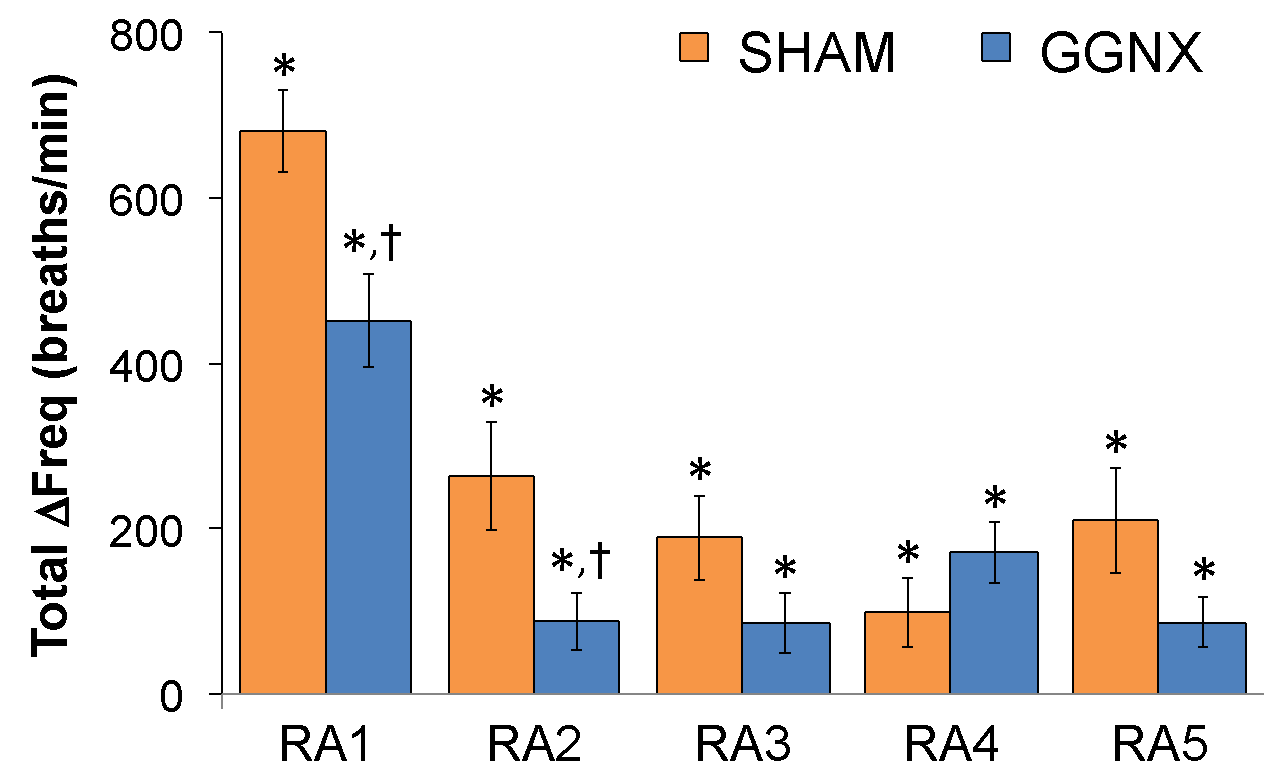 Total ΔFreq (breaths/min)
800
600
400
200
0
SHAM
GGNX
*
*,†
*
*,†
*
*
*
*
*
*
RA1
RA2
RA3
RA4
RA5